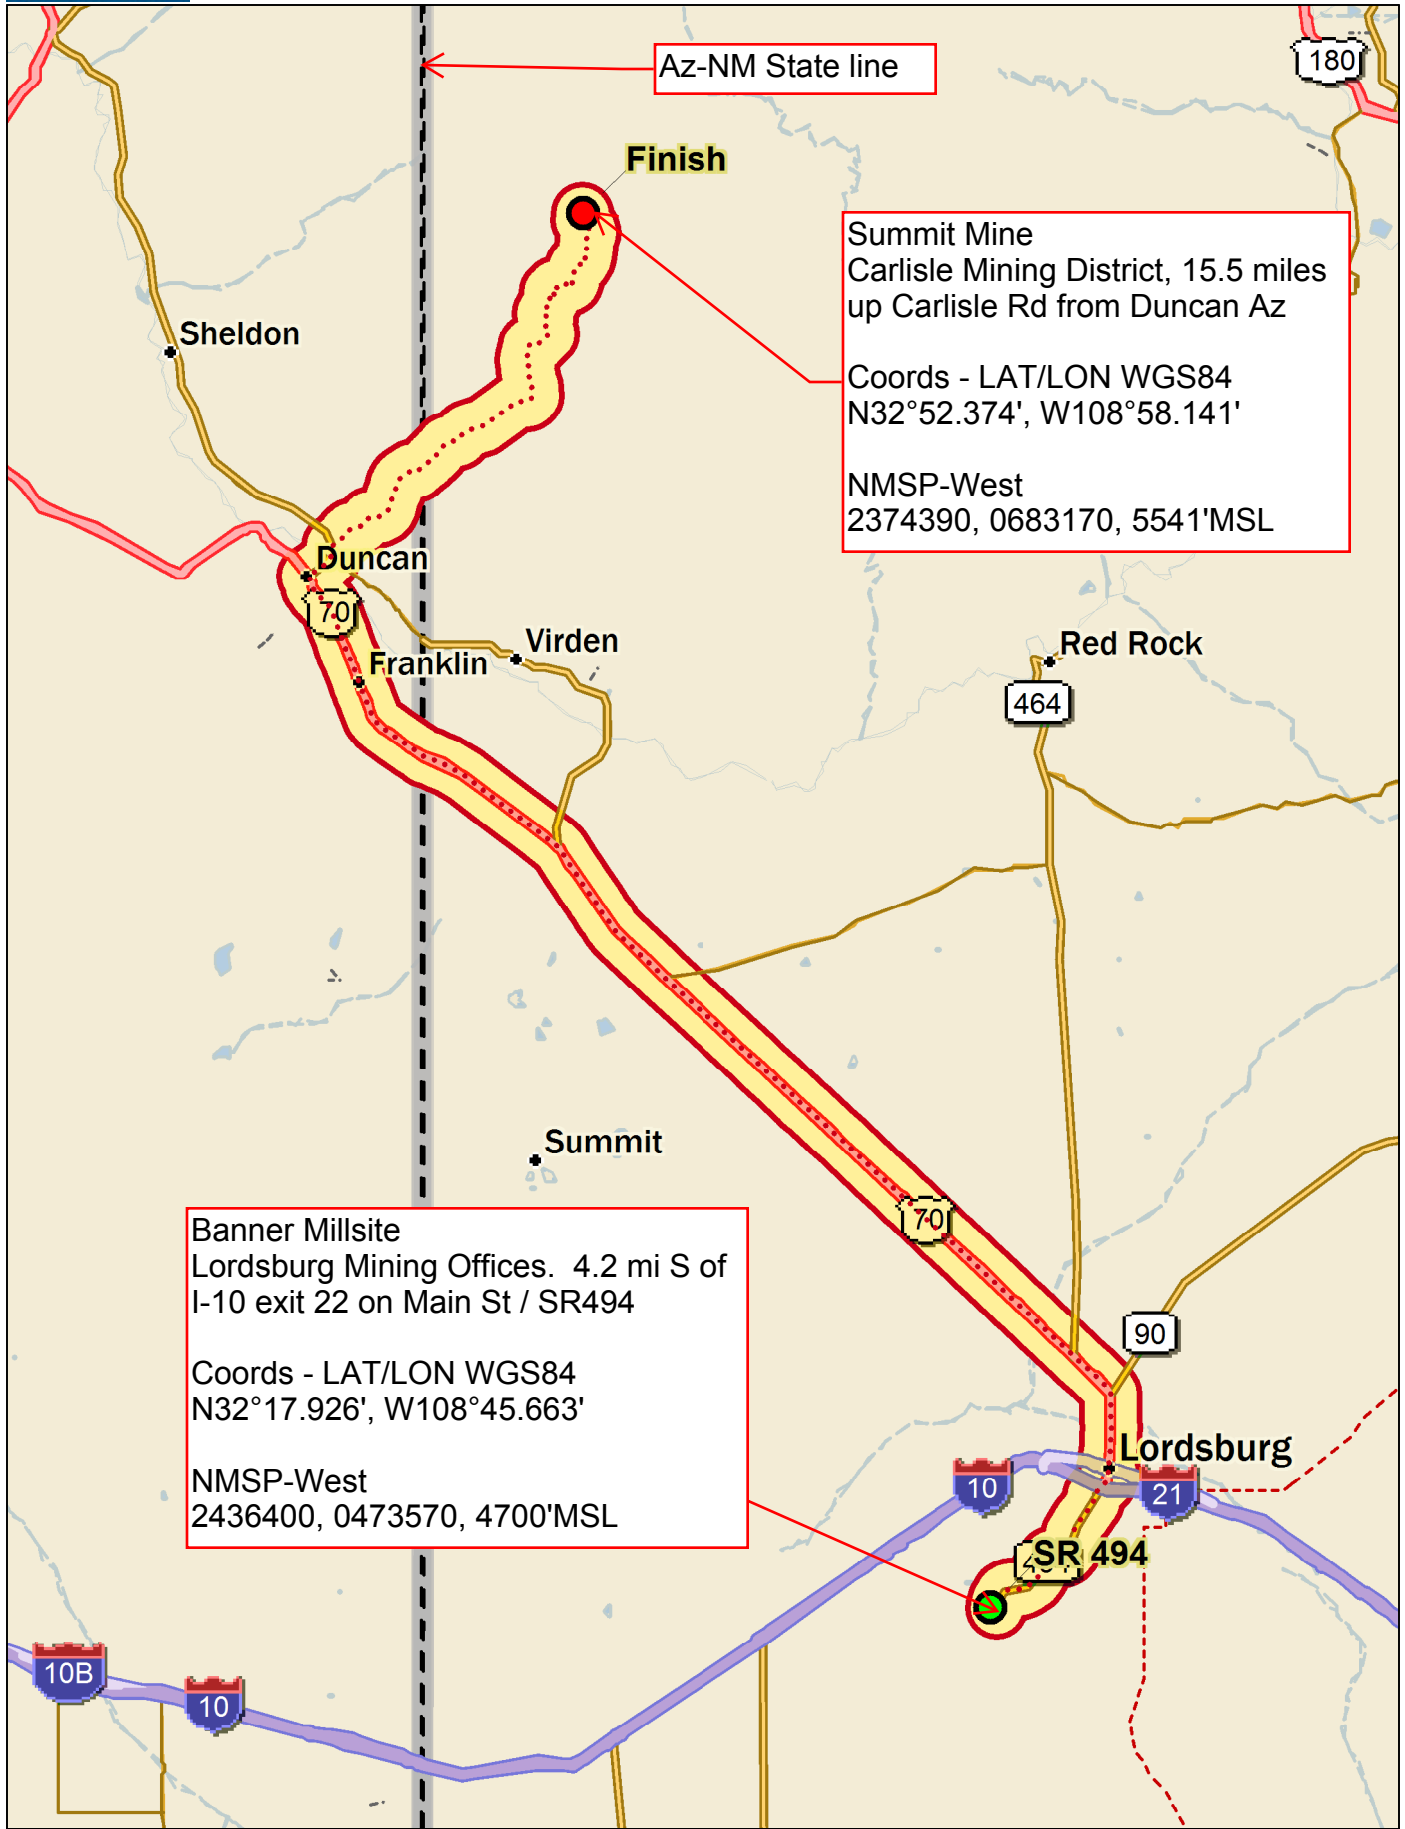 Az-NM State line
180
Finish
Summit Mine
Carlisle Mining District, 15.5 miles
up Carlisle Rd from Duncan Az
Coords - LAT/LON WGS84
N32°52.374', W108°58.141'
NMSP-West
2374390, 0683170, 5541'MSL
Sheldon
Duncan
70
Franklin
Virden
Red Rock
464
Summit
70
Banner Millsite
Lordsburg Mining Offices.  4.2 mi S of
I-10 exit 22 on Main St / SR494
Coords - LAT/LON WGS84
N32°17.926', W108°45.663'
NMSP-West
2436400, 0473570, 4700'MSL
90
Lordsburg
10
21
SR 494
10B
10